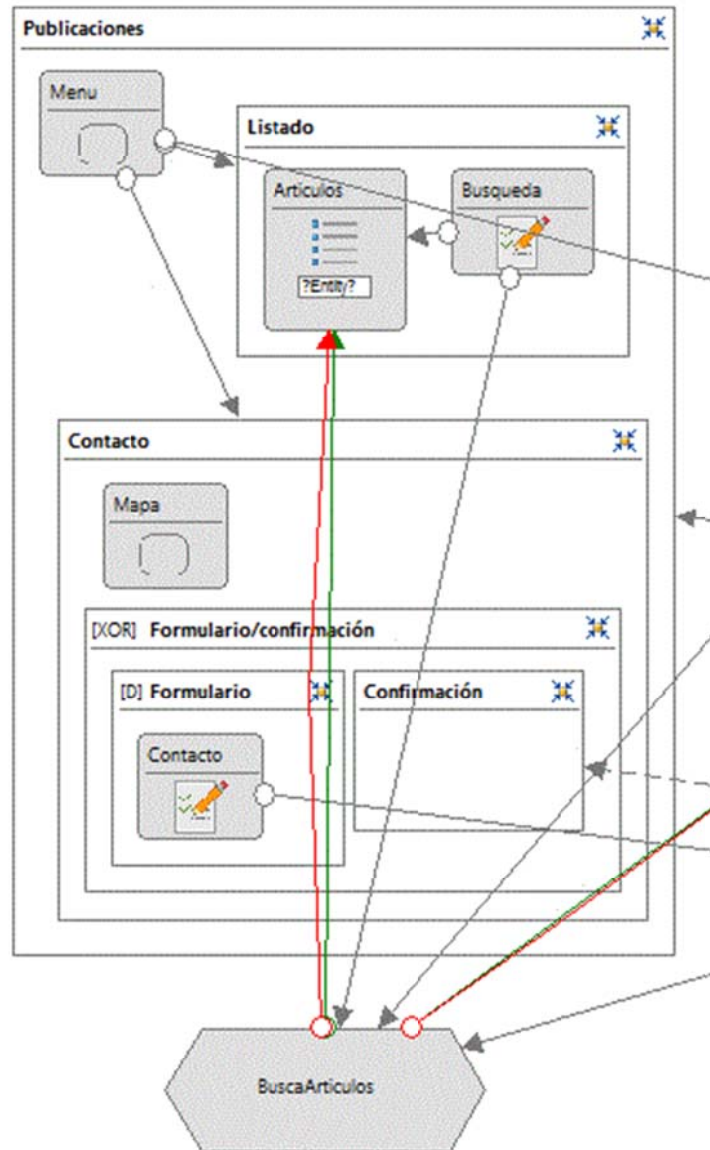 Publicaciones
Menu
Listado
Articulos
Busqueda
?Entity?
Contacto
Mapa
[XOR] Formulario/confirmación
[D] Formulario
Confirmación
Contacto
BuscaArticulos